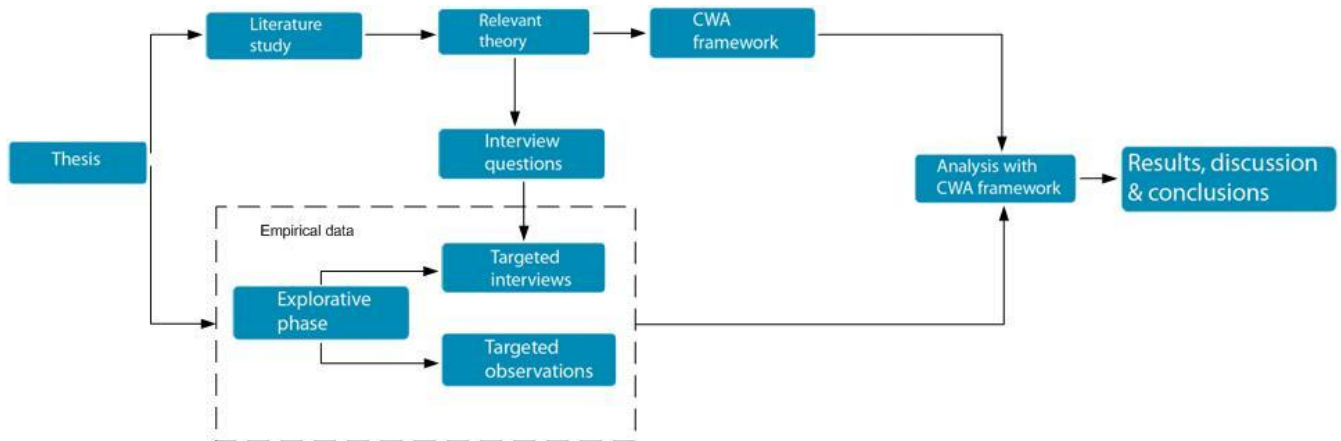 Literature
study
Relevant
theory
CWA
framework
Thesis
Interview
questions
Analysis with
CWA framework
Results, discussion
& conclusions
Empirical data
Targeted
interviews
Explorative
phase
Targeted
observations